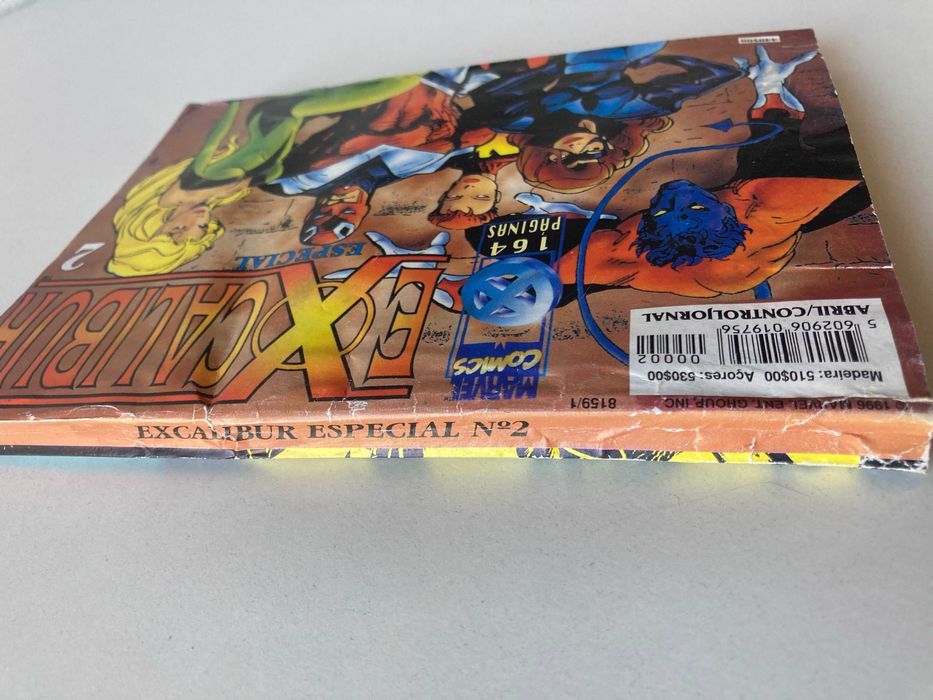 EXCALIBUR
ESPECIAL
2
164
PÁGINAS
MARVEL
COMICS
Madeira: 510$00 Açores: 530$00
00002
5 602906 019756
ABRIL/CONTROLJORNAL
© 1996 MARVEL ENT. GROUP, INC.
8159/1
EXCALIBUR ESPECIAL Nº2